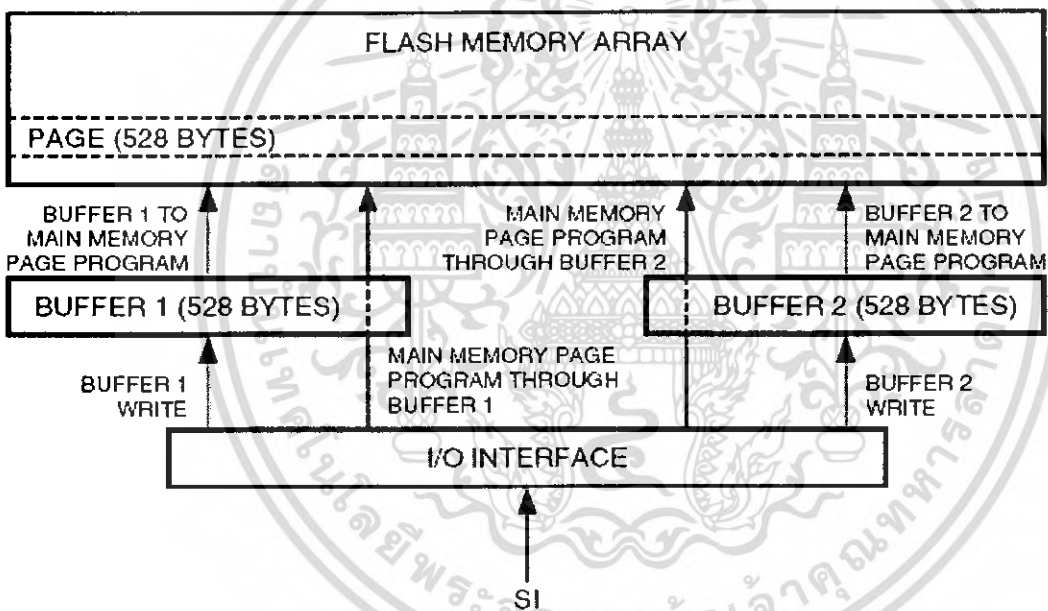 FLASH MEMORY ARRAY
PAGE (528 BYTES)
BUFFER 1 TO
MAIN MEMORY
PAGE PROGRAM
MAIN MEMORY
PAGE PROGRAM
THROUGH BUFFER 2
BUFFER 2 TO
MAIN MEMORY
PAGE PROGRAM
BUFFER 1 (528 BYTES)
BUFFER 2 (528 BYTES)
BUFFER 1
WRITE
MAIN MEMORY PAGE
PROGRAM THROUGH
BUFFER 1
BUFFER 2
WRITE
I/O INTERFACE
SI